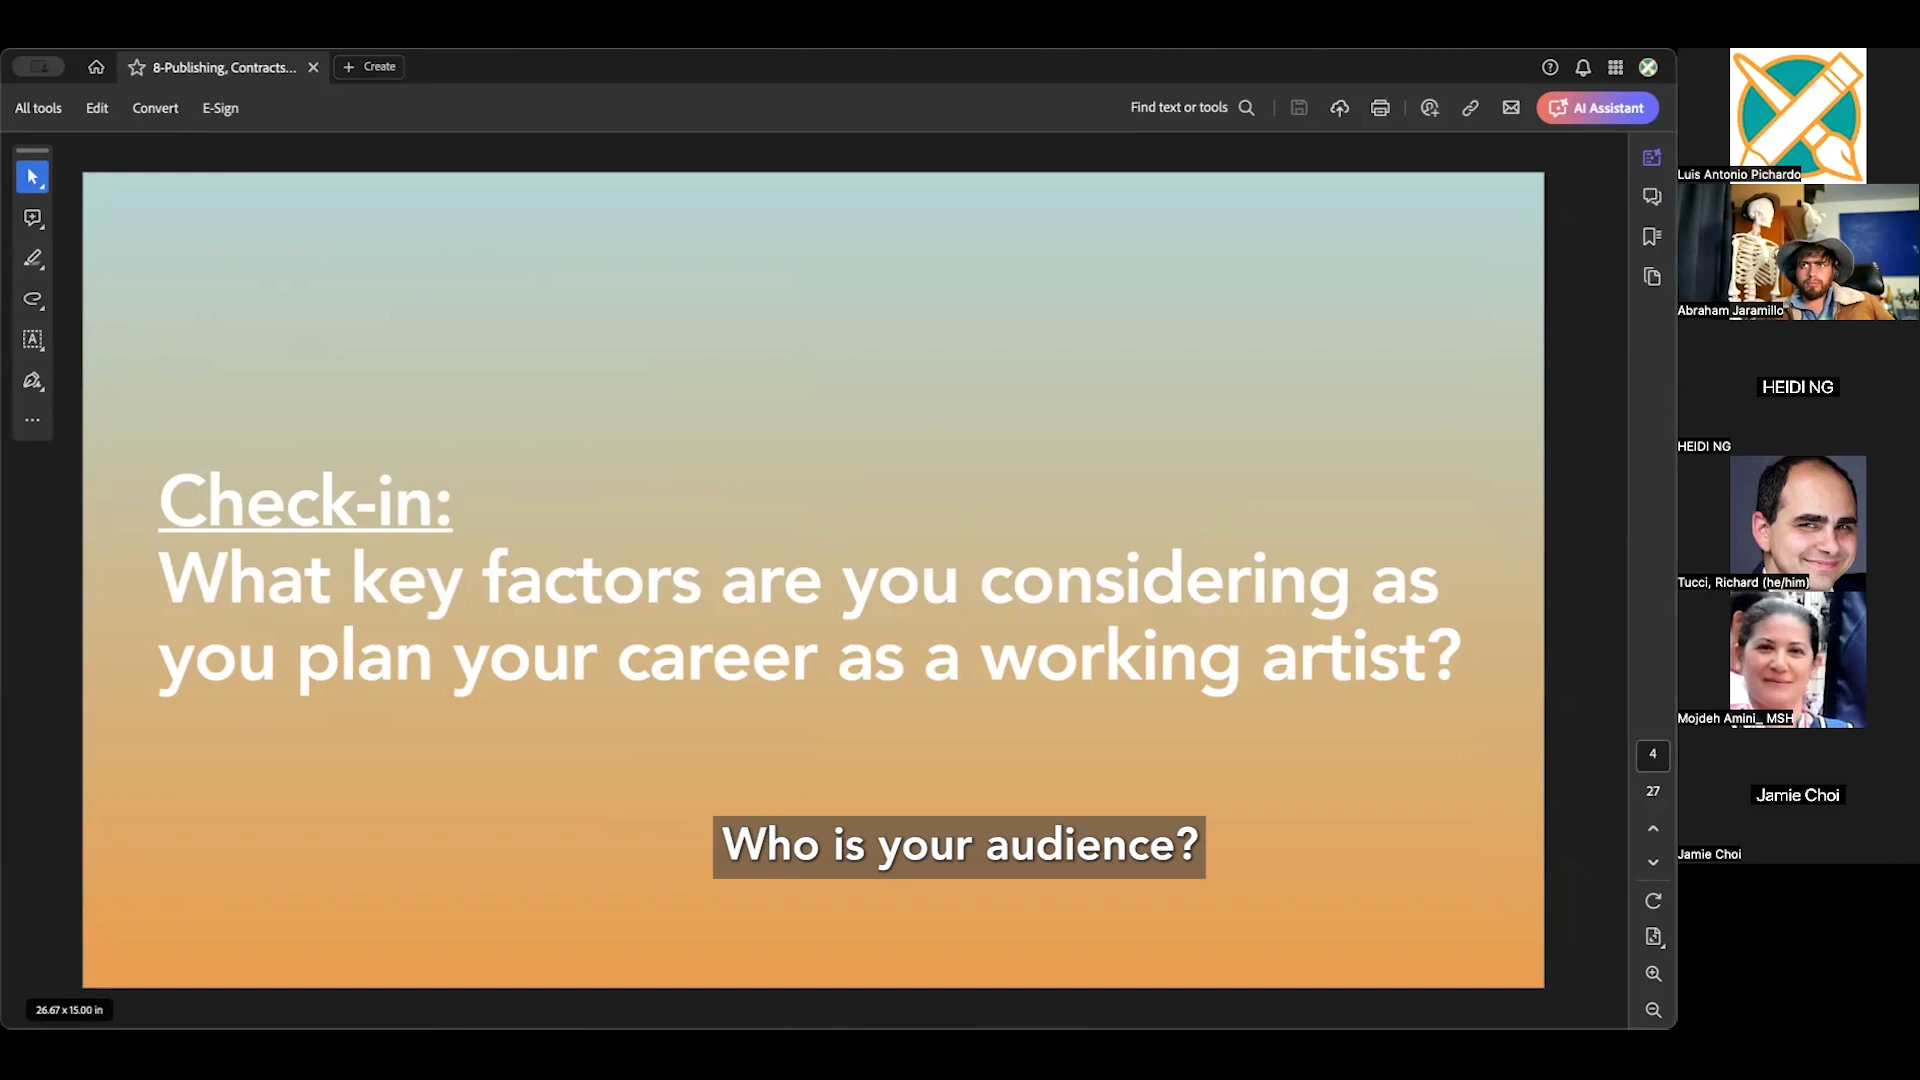 8-Publishing, Contracts...
Create
All tools
Edit
Convert
E-Sign
Find text or tools
AI Assistant
Check-in:
What key factors are you considering as
you plan your career as a working artist?
Who is your audience?
4
27
26.67 x 15.00 in
Luis Antonio Pichardo
Abraham Jaramillo
HEIDI NG
HEIDI NG
Tucci, Richard (he/him)
Mojdeh Amini_ MSH
Jamie Choi
Jamie Choi